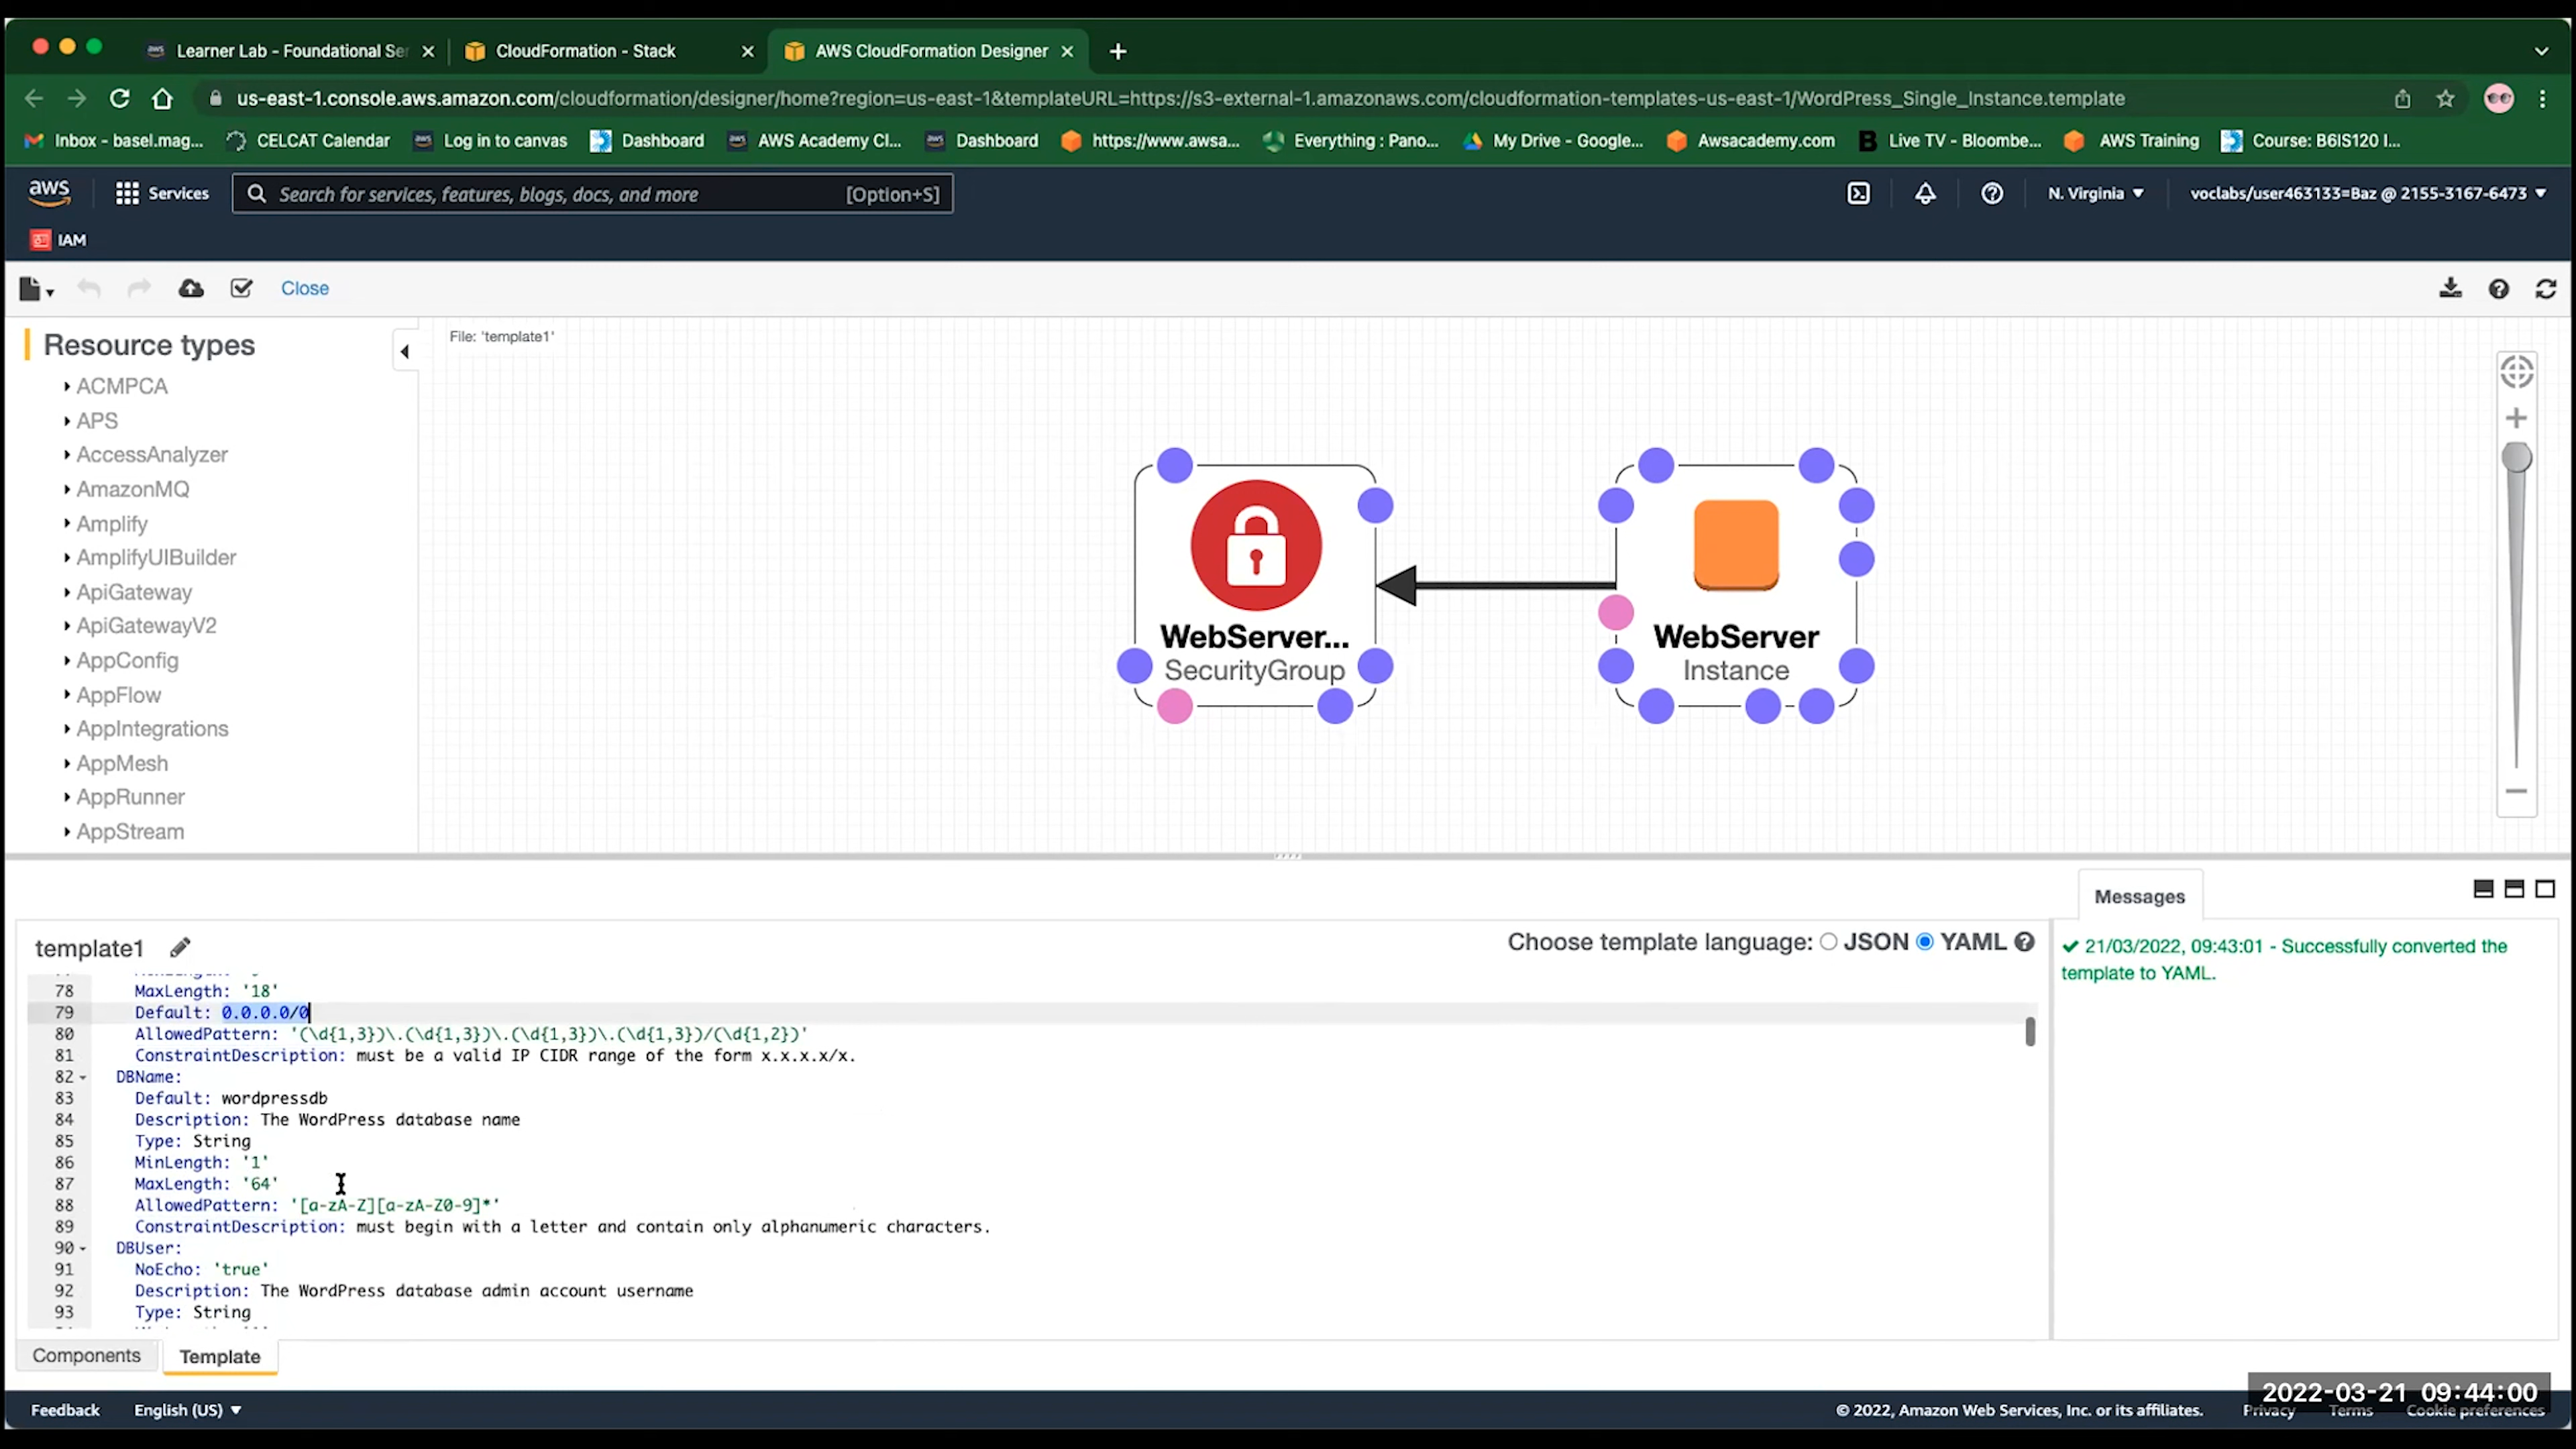 Learner Lab - Foundational Ser
CloudFormation - Stack
AWS CloudFormation Designer
us-east-1.console.aws.amazon.com/cloudformation/designer/home?region=us-east-1&templateURL=https://s3-external-1.amazonaws.com/cloudformation-templates-us-east-1/WordPress_Single_Instance.template
Inbox - basel.mag... CELCAT Calendar Log in to canvas Dashboard AWS Academy Cl... Dashboard https://www.awsa... Everything : Pano... My Drive - Google... Awsacademy.com Live TV - Bloombe... AWS Training Course: B6IS120 I...
aws Services Search for services, features, blogs, docs, and more [Option+S] N. Virginia voclabs/user463133=Baz @ 2155-3167-6473
IAM
Close
Resource types
ACMPCA
APS
AccessAnalyzer
AmazonMQ
Amplify
AmplifyUIBuilder
ApiGateway
ApiGatewayV2
AppConfig
AppFlow
AppIntegrations
AppMesh
AppRunner
AppStream
File: 'template1'
WebServer...
SecurityGroup
WebServer
Instance
template1
Choose template language: JSON YAML
78 MaxLength: '18'
79 Default: 0.0.0.0/0
80 AllowedPattern: '(\d{1,3})\.(\d{1,3})\.(\d{1,3})\.(\d{1,3})/(\d{1,2})'
81 ConstraintDescription: must be a valid IP CIDR range of the form x.x.x.x/x.
82 DBName:
83 Default: wordpressdb
84 Description: The WordPress database name
85 Type: String
86 MinLength: '1'
87 MaxLength: '64'
88 AllowedPattern: '[a-zA-Z][a-zA-Z0-9]*'
89 ConstraintDescription: must begin with a letter and contain only alphanumeric characters.
90 DBUser:
91 NoEcho: 'true'
92 Description: The WordPress database admin account username
93 Type: String
Messages
21/03/2022, 09:43:01 - Successfully converted the
template to YAML.
Components Template
Feedback English (US)
2022-03-21 09:44:00
© 2022, Amazon Web Services, Inc. or its affiliates. Privacy Terms Cookie preferences